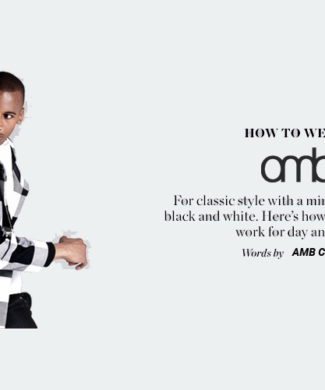 HOW TO WE
amb
For classic style with a min
black and white. Here's how
work for day an
Words by AMB C